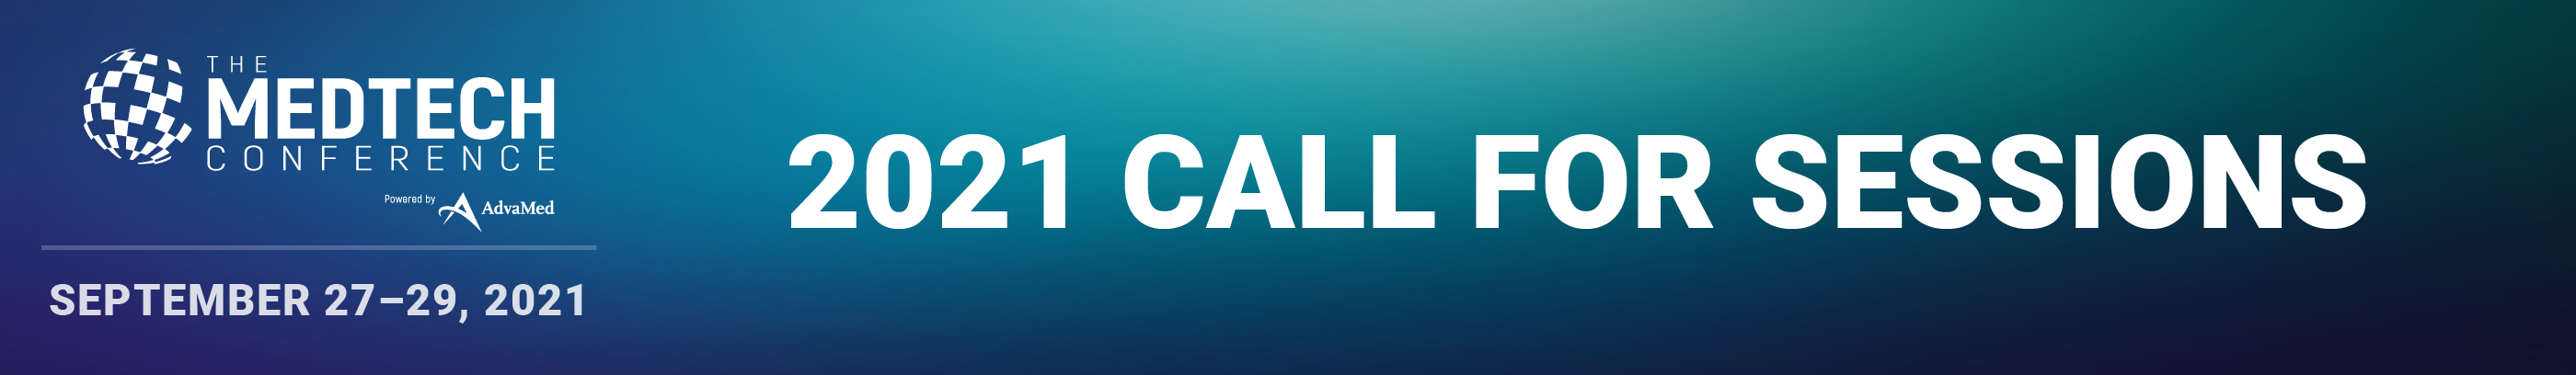 THE
MEDTECH
CONFERENCE
Powered by AdvaMed
SEPTEMBER 27–29, 2021
2021 CALL FOR SESSIONS